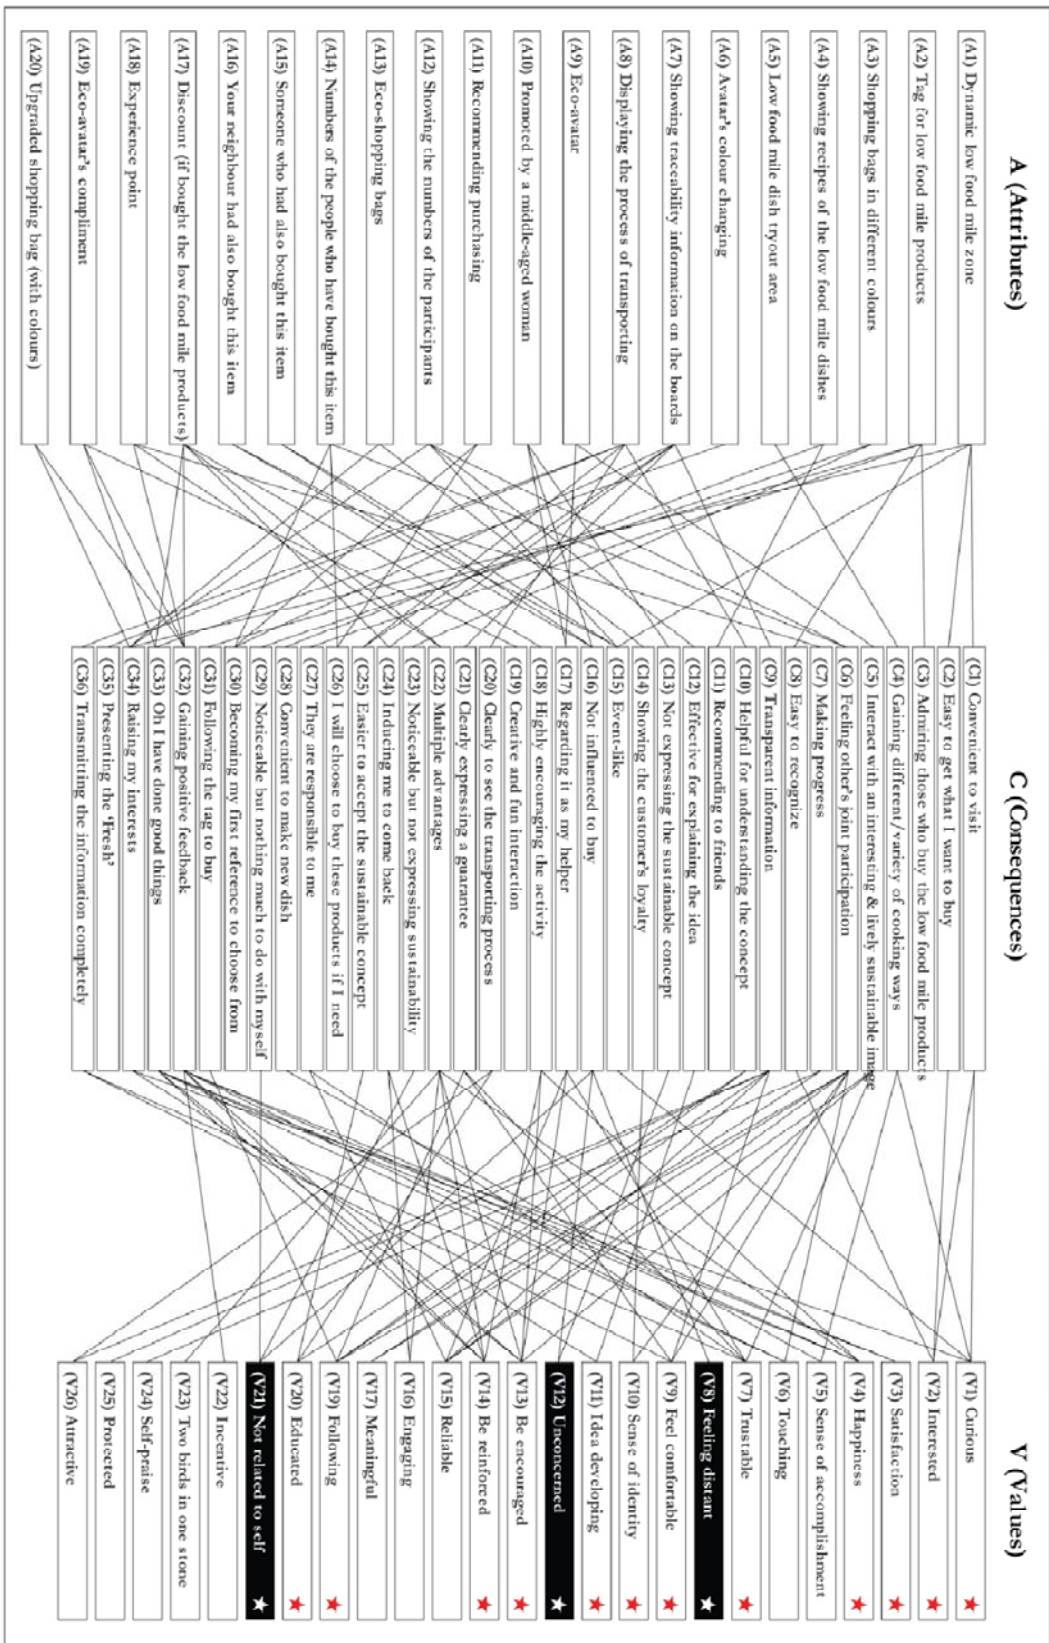 A (Attributes)
(A1) Dynamic low food mile zone
(A2) Tag for low food mile products
(A3) Shopping bags in different colours
(A4) Showing recipes of the low food mile dishes
(A5) Low food mile dish tryout area
(A6) Avatar's colour changing
(A7) Showing traceability information on the boards
(A8) Displaying the process of transporting
(A9) Eco-avatar
(A10) Promoted by a middle-aged woman
(A11) Recommending purchasing
(A12) Showing the numbers of the participants
(A13) Eco-shopping bags
(A14) Numbers of the people who have bought this item
(A15) Someone who had also bought this item
(A16) Your neighbour had also bought this item
(A17) Discount (if bought the low food mile products)
(A18) Experience point
(A19) Eco-avatar's compliment
(A20) Upgraded shopping bag (with colours)
C (Consequences)
(C1) Convenient to visit
(C2) Easy to get what I want to buy
(C3) Admiring those who buy the low food mile products
(C4) Gaining different/variety of cooking ways
(C5) Interact with an interesting & lively sustainable image
(C6) Feeling other's joint participation
(C7) Making progress
(C8) Easy to recognize
(C9) Transparent information
(C10) Helpful for understanding the concept
(C11) Recommending to friends
(C12) Effective for explaining the idea
(C13) Not expressing the sustainable concept
(C14) Showing the customer's loyalty
(C15) Event-like
(C16) Not influenced to buy
(C17) Regarding it as my helper
(C18) Highly encouraging the activity
(C19) Creative and fun interaction
(C20) Clearly to see the transporting process
(C21) Clearly expressing a guarantee
(C22) Multiple advantages
(C23) Noticeable but not expressing sustainability
(C24) Inducing me to come back
(C25) Easier to accept the sustainable concept
(C26) I will choose to buy these products if I need
(C27) They are responsible to me
(C28) Convenient to make new dish
(C29) Noticeable but nothing much to do with myself
(C30) Becoming my first reference to choose from
(C31) Following the tag to buy
(C32) Gaining positive feedback
(C33) Oh I have done good things
(C34) Raising my interests
(C35) Presenting the 'Fresh'
(C36) Transmitting the information completely
V (Values)
(V1) Curious
(V2) Interested
(V3) Satisfaction
(V4) Happiness
(V5) Sense of accomplishment
(V6) Touching
(V7) Trustable
(V8) Feeling distant
(V9) Feel comfortable
(V10) Sense of identity
(V11) Idea developing
(V12) Unconcerned
(V13) Be encouraged
(V14) Be reinforced
(V15) Reliable
(V16) Engaging
(V17) Meaningful
(V19) Following
(V20) Educated
(V21) Not related to self
(V22) Incentive
(V23) Two birds in one stone
(V24) Self-praise
(V25) Protected
(V26) Attractive